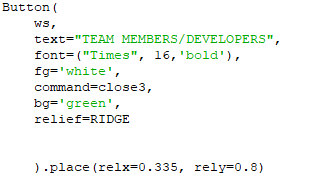 Button(
    ws,
    text="TEAM MEMBERS/DEVELOPERS",
    font=("Times", 16,'bold'),
    fg='white',
    command=close3,
    bg='green',
    relief=RIDGE
    ).place(relx=0.335, rely=0.8)